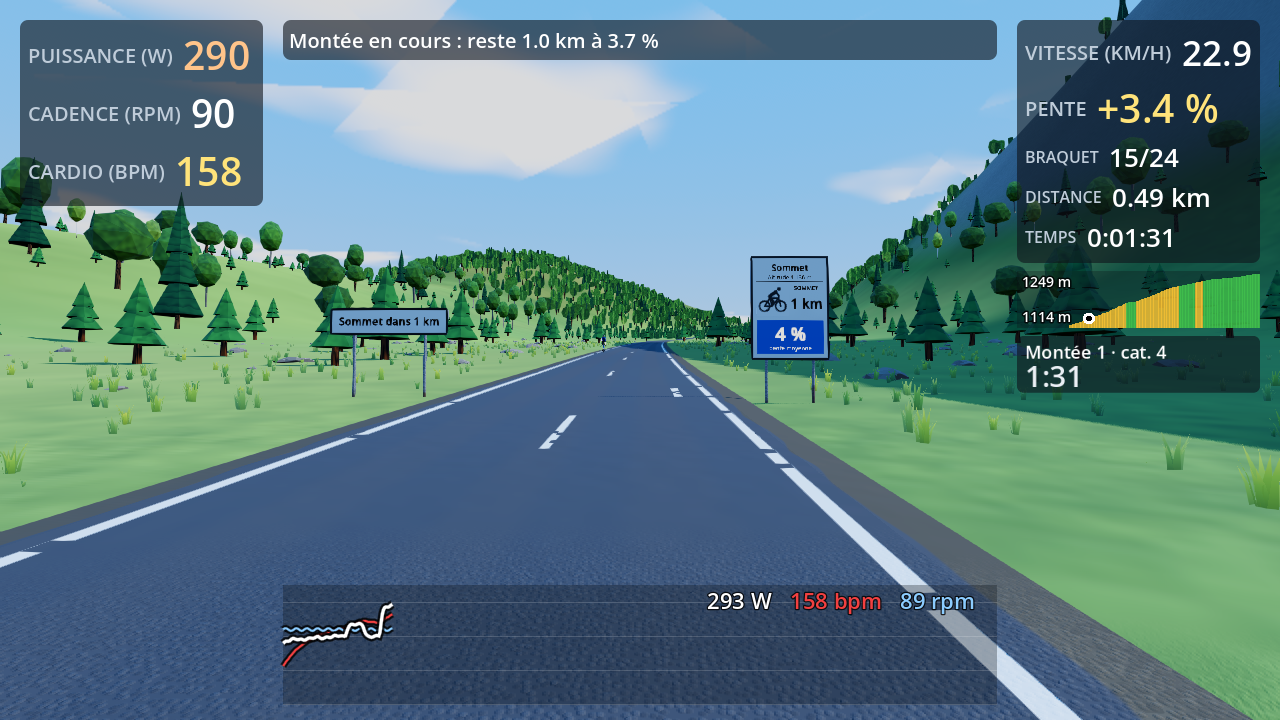 PUISSANCE (W) 290
CADENCE (RPM) 90
CARDIO (BPM) 158
Montée en cours : reste 1.0 km à 3.7 %
VITESSE (KM/H) 22.9
PENTE +3.4 %
BRAQUET 15/24
DISTANCE 0.49 km
TEMPS 0:01:31
1249 m
1114 m
Montée 1 · cat. 4
1:31
Sommet dans 1 km
Sommet
SOMMET
1 km
4 %
pente moyenne
293 W 158 bpm 89 rpm